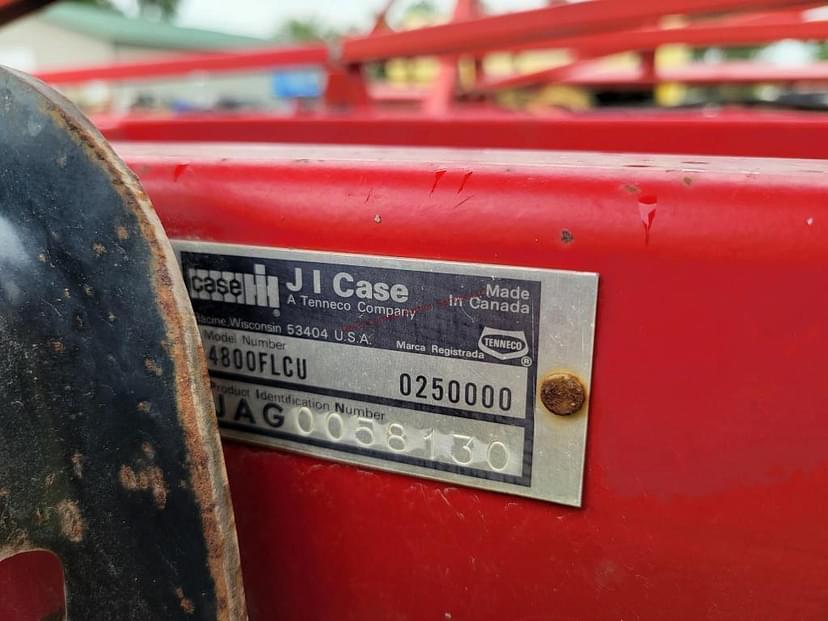 case IH
J I Case
A Tenneco Company
Made
In Canada
Racine, Wisconsin 53404 U.S.A.
Marca Registrada
TENNECO
®
Model Number
4800FLCU
0250000
Product Identification Number
JAG0058130